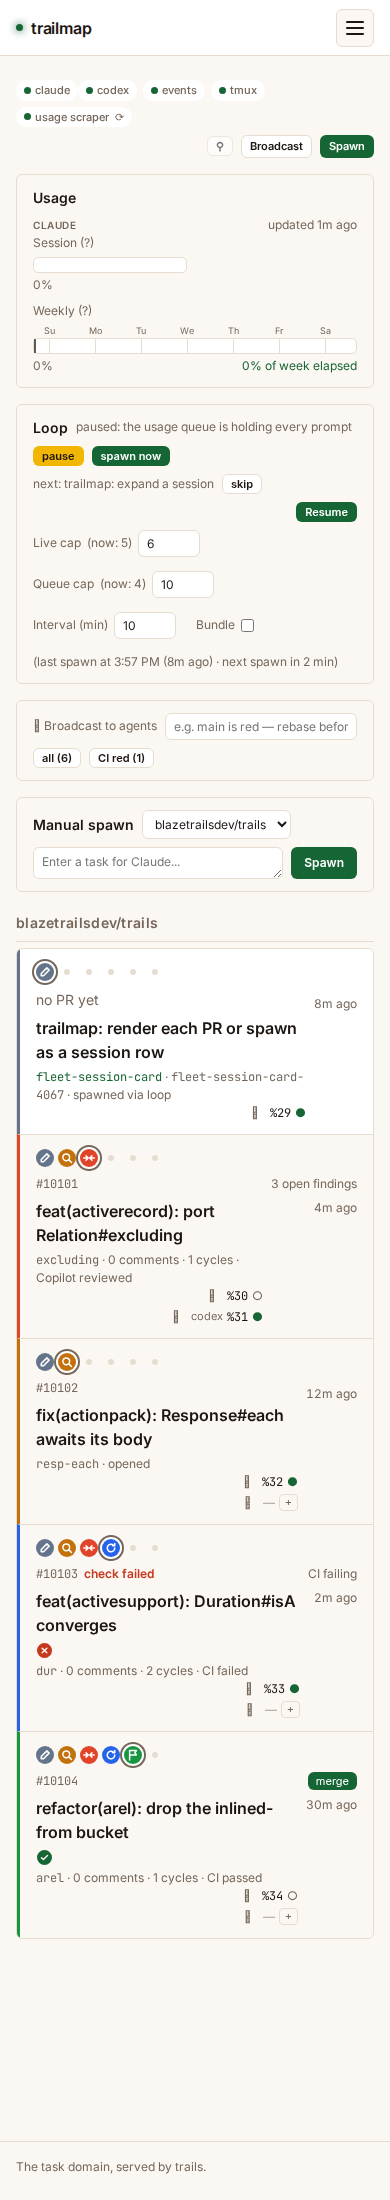 trailmap
claude codex events tmux
usage scraper ⟳
Broadcast Spawn
Usage
CLAUDE updated 1m ago
Session (?)
0%
Weekly (?)
Su Mo Tu We Th Fr Sa
0% 0% of week elapsed
Loop paused: the usage queue is holding every prompt
pause spawn now
next: trailmap: expand a session skip
Resume
Live cap (now: 5) 6
Queue cap (now: 4) 10
Interval (min) 10 Bundle
(last spawn at 3:57 PM (8m ago) · next spawn in 2 min)
Broadcast to agents e.g. main is red — rebase befor
all (6) CI red (1)
Manual spawn blazetrailsdev/trails
Enter a task for Claude... Spawn
blazetrailsdev/trails
no PR yet 8m ago
trailmap: render each PR or spawn
as a session row
fleet-session-card · fleet-session-card-
4067 · spawned via loop
%29
#10101 3 open findings
feat(activerecord): port 4m ago
Relation#excluding
excluding · 0 comments · 1 cycles ·
Copilot reviewed
%30
codex %31
#10102 12m ago
fix(actionpack): Response#each
awaits its body
resp-each · opened
%32
— +
#10103 check failed CI failing
feat(activesupport): Duration#isA 2m ago
converges
dur · 0 comments · 2 cycles · CI failed
%33
— +
#10104 merge
refactor(arel): drop the inlined- 30m ago
from bucket
arel · 0 comments · 1 cycles · CI passed
%34
— +
The task domain, served by trails.